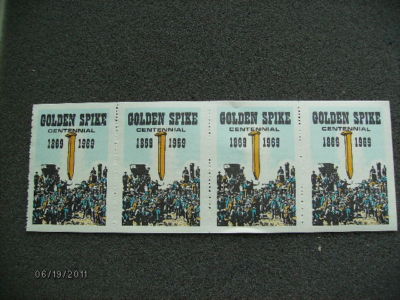 GOLDEN SPIKE
CENTENNIAL
1869 1969
GOLDEN SPIKE
CENTENNIAL
1869 1969
GOLDEN SPIKE
CENTENNIAL
1869 1969
GOLDEN SPIKE
CENTENNIAL
1869 1969
06/19/2011